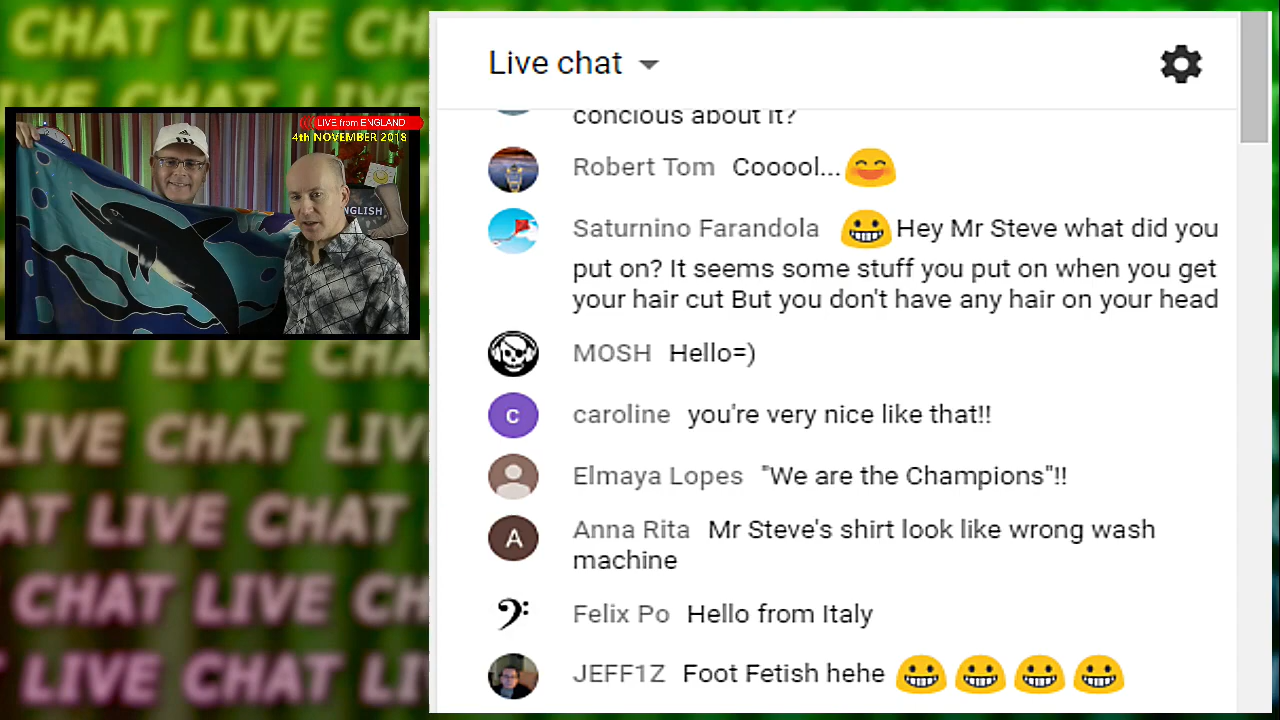 CHAT LIVE CH
LIVE CHAT LIVE
LIVE from ENGLAND
4th NOVEMBER 2018
NGLISH
CHAT LIVE CHA
LIVE CHAT LIV
AT LIVE CHAT
CHAT LIVE CH
LIVE CHAT LIV
Live chat
concious about it?
Robert Tom Cooool...😄
Saturnino Farandola 😀Hey Mr Steve what did you
put on? It seems some stuff you put on when you get
your hair cut But you don't have any hair on your head
MOSH Hello=)
C caroline you're very nice like that!!
Elmaya Lopes "We are the Champions"!!
A Anna Rita Mr Steve's shirt look like wrong wash
machine
Felix Po Hello from Italy
JEFF1Z Foot Fetish hehe 😀😀😀😀